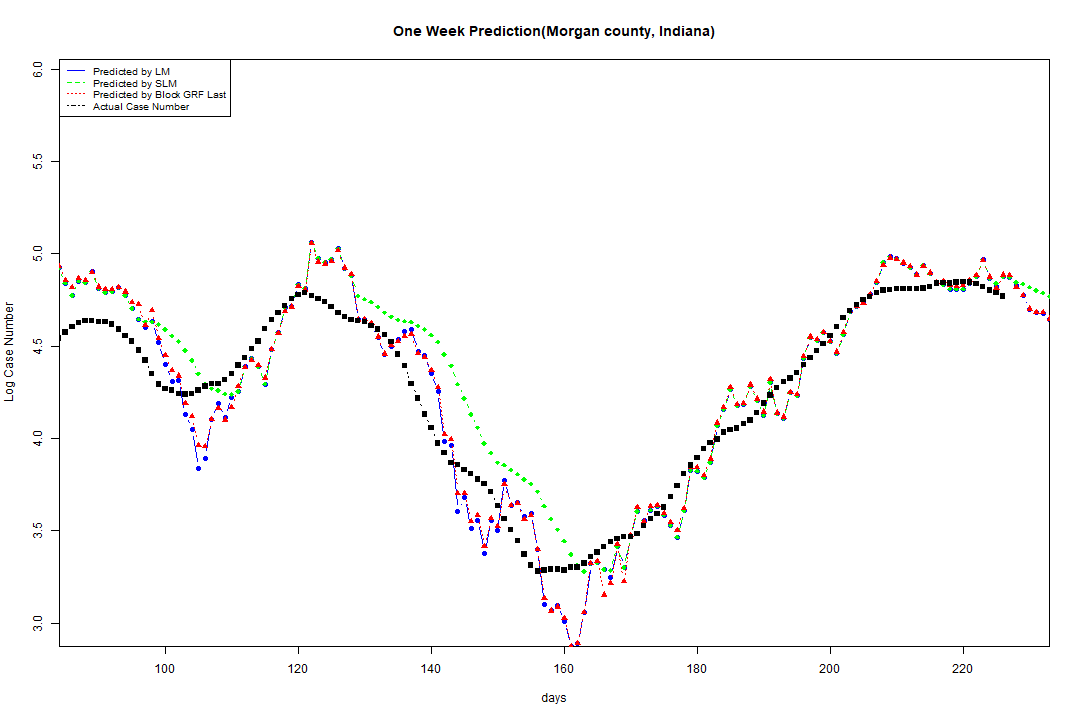 One Week Prediction(Morgan county, Indiana)
Predicted by LM
Predicted by SLM
Predicted by Block GRF Last
Actual Case Number
Log Case Number
6.0
5.5
5.0
4.5
4.0
3.5
3.0
100 120 140 160 180 200 220
days